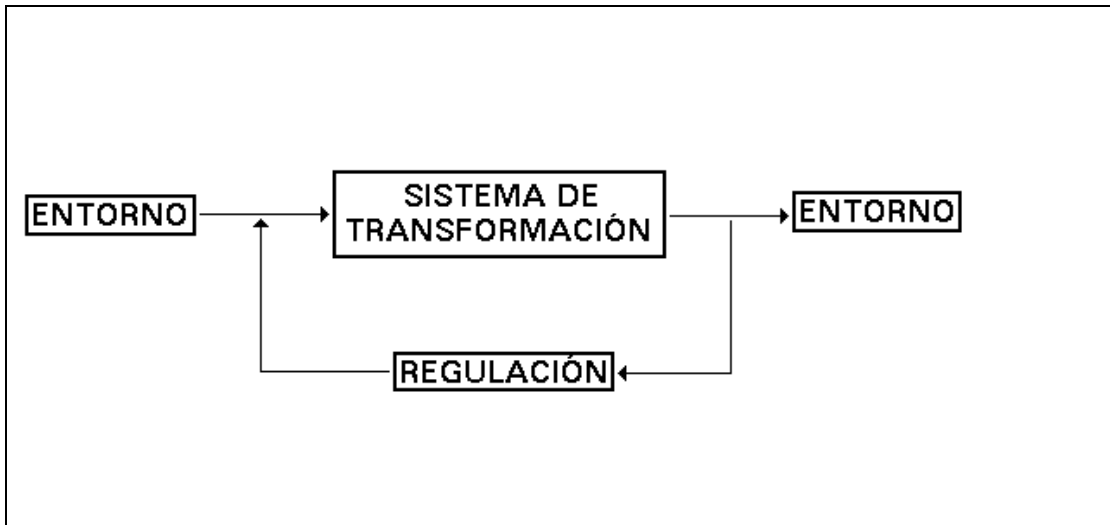 ENTORNO
SISTEMA DE
TRANSFORMACIÓN
ENTORNO
REGULACIÓN